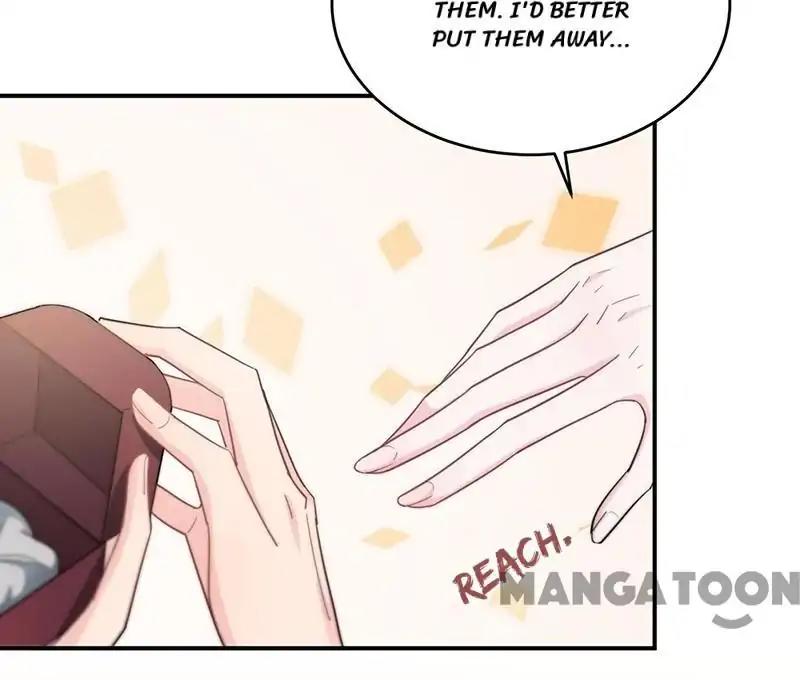 THEM. I'D BETTER
PUT THEM AWAY...
REACH.
MANGATOON